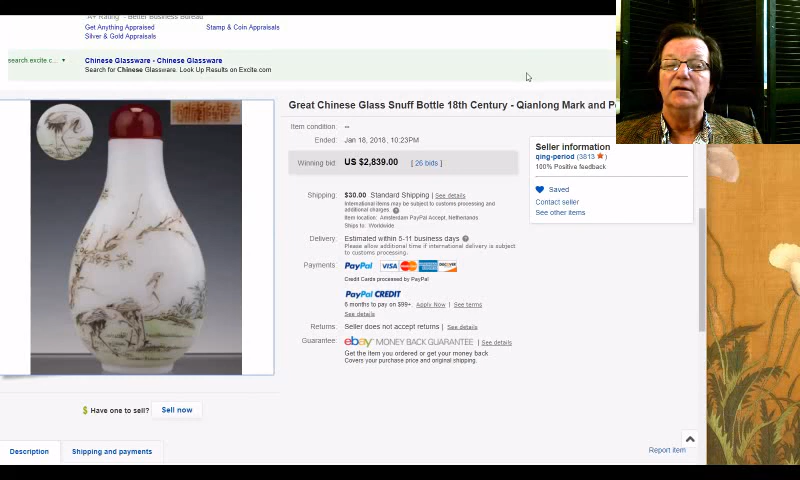 A+ Rating - Better Business Bureau
Get Anything Appraised
Stamp & Coin Appraisals
Silver & Gold Appraisals
search.excite.c...
Chinese Glassware - Chinese Glassware
Search for Chinese Glassware. Look Up Results on Excite.com
Great Chinese Glass Snuff Bottle 18th Century - Qianlong Mark and
Item condition: --
Ended: Jan 18, 2018 , 10:23PM
Winning bid: US $2,839.00 [ 26 bids ]
Shipping: $30.00 Standard Shipping | See details
International items may be subject to customs processing and
additional charges.
Item location: Amsterdam PayPal Accept, Netherlands
Ships to: Worldwide
Delivery: Estimated within 5-11 business days
Please allow additional time if international delivery is subject
to customs processing.
Payments: PayPal VISA MasterCard AMERICAN EXPRESS DISCOVER
Credit Cards processed by PayPal
PayPal CREDIT
6 months to pay on $99+. Apply Now | See terms
See details
Returns: Seller does not accept returns | See details
Guarantee: ebay MONEY BACK GUARANTEE | See details
Get the item you ordered or get your money back
Covers your purchase price and original shipping.
Seller information
qing-period (3813 )
100% Positive feedback
Saved
Contact seller
See other items
$ Have one to sell? Sell now
Description
Shipping and payments
Report item